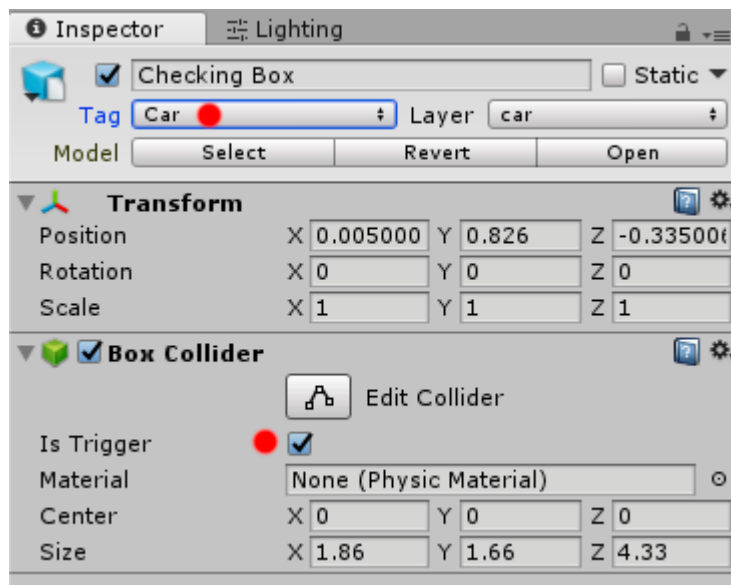 Inspector Lighting
Checking Box Static
Tag Car Layer car
Model Select Revert Open
Transform
Position X 0.005000 Y 0.826 Z -0.335006
Rotation X 0 Y 0 Z 0
Scale X 1 Y 1 Z 1
Box Collider
Edit Collider
Is Trigger
Material None (Physic Material)
Center X 0 Y 0 Z 0
Size X 1.86 Y 1.66 Z 4.33